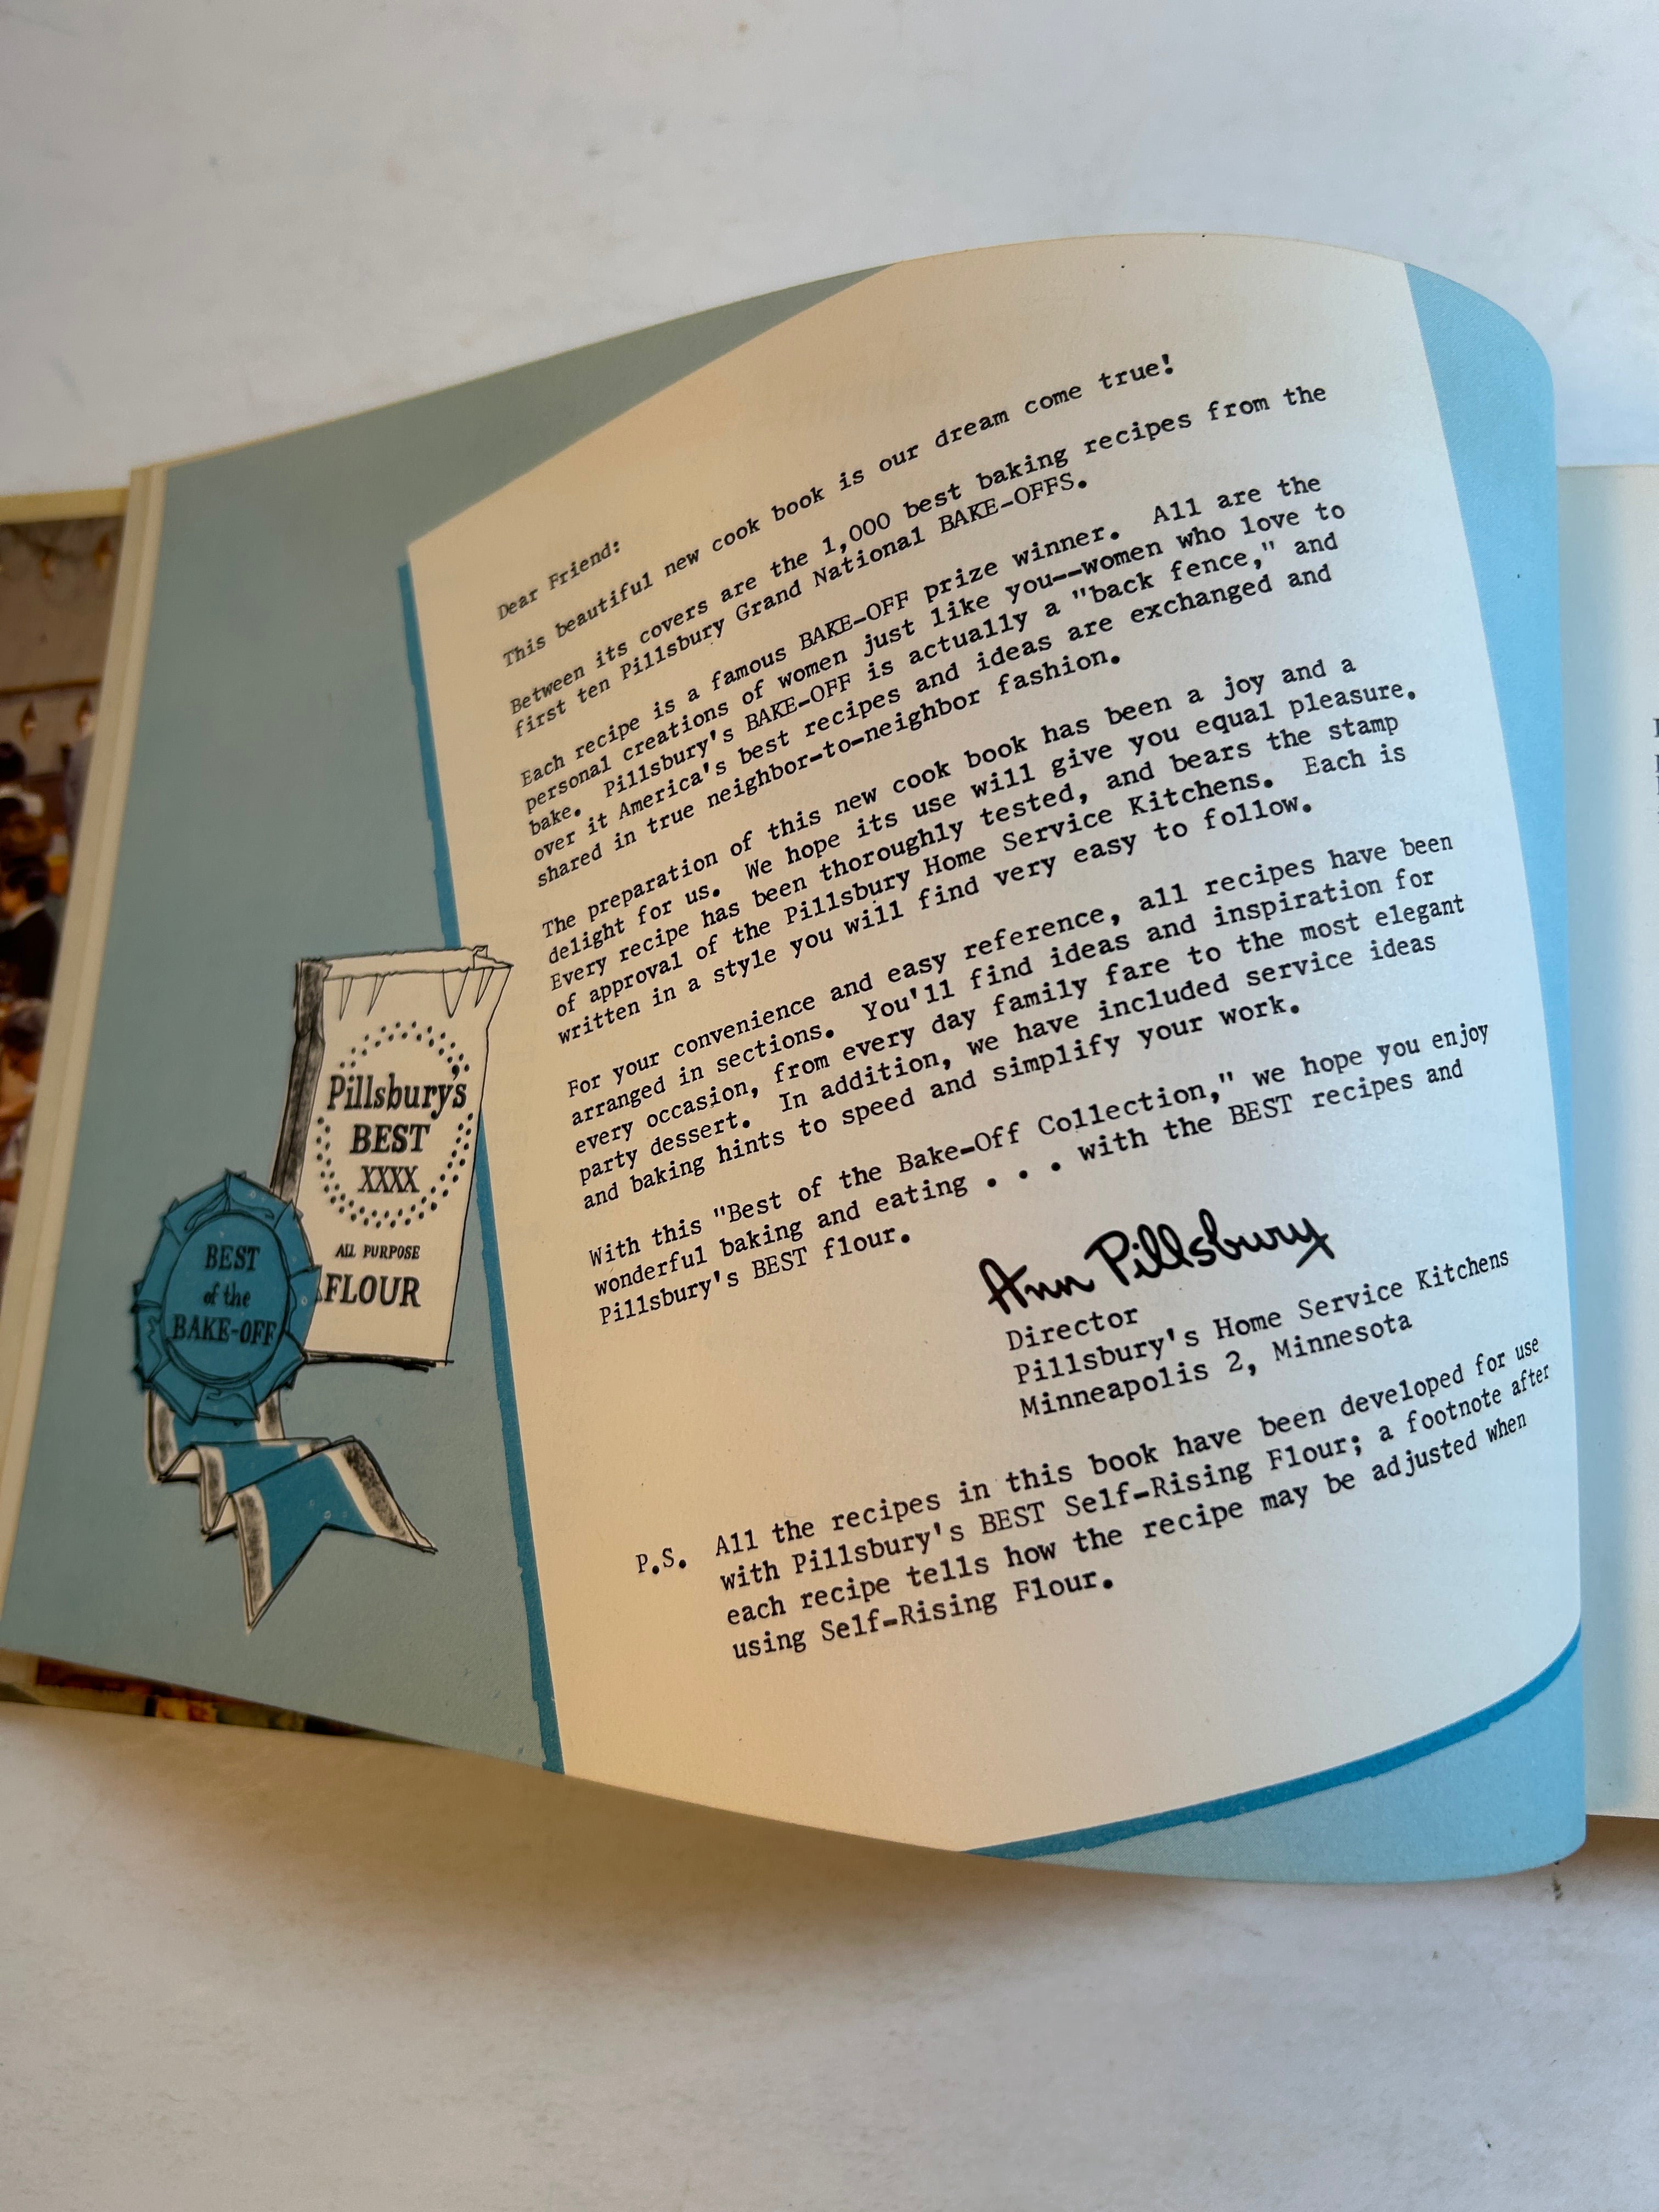 Dear Friend:
This beautiful new cook book is our dream come true!
Between its covers are the 1,000 best baking recipes from the
first ten Pillsbury Grand National BAKE-OFFS.
Each recipe is a famous BAKE-OFF prize winner. All are the
personal creations of women just like you--women who love to
bake. Pillsbury's BAKE-OFF is actually a "back fence," and
over it America's best recipes and ideas are exchanged and
shared in true neighbor-to-neighbor fashion.
The preparation of this new cook book has been a joy and a
delight for us. We hope its use will give you equal pleasure.
Every recipe has been thoroughly tested, and bears the stamp
of approval of the Pillsbury Home Service Kitchens. Each is
written in a style you will find very easy to follow.
For your convenience and easy reference, all recipes have been
arranged in sections. You'll find ideas and inspiration for
every occasion, from every day family fare to the most elegant
party dessert. In addition, we have included service ideas
and baking hints to speed and simplify your work.
With this "Best of the Bake-Off Collection," we hope you enjoy
wonderful baking and eating . . . with the BEST recipes and
Pillsbury's BEST flour.
Ann Pillsbury
Director
Pillsbury's Home Service Kitchens
Minneapolis 2, Minnesota
P.S. All the recipes in this book have been developed for use
with Pillsbury's BEST Self-Rising Flour; a footnote after
each recipe tells how the recipe may be adjusted when
using Self-Rising Flour.
Pillsbury's
BEST
XXXX
ALL PURPOSE
FLOUR
BEST
of the
BAKE-OFF